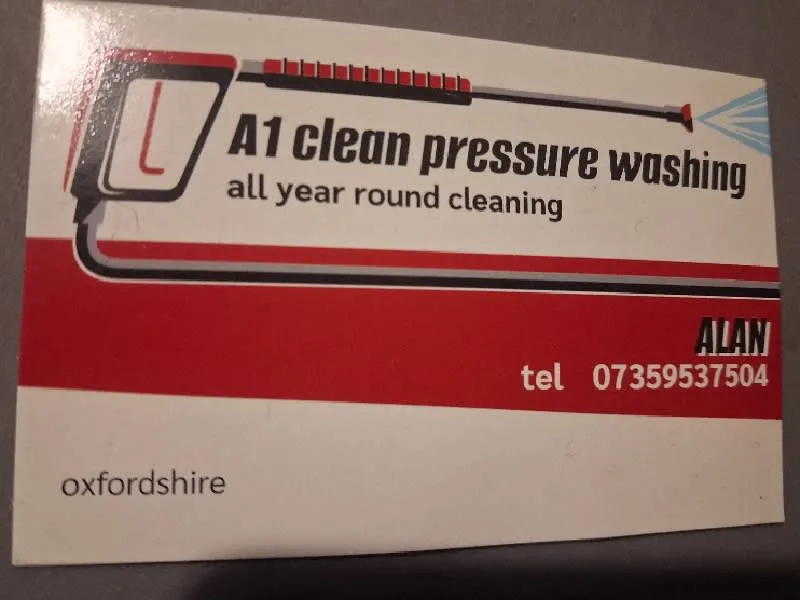 A1 clean pressure washing
all year round cleaning
ALAN
tel 07359537504
oxfordshire